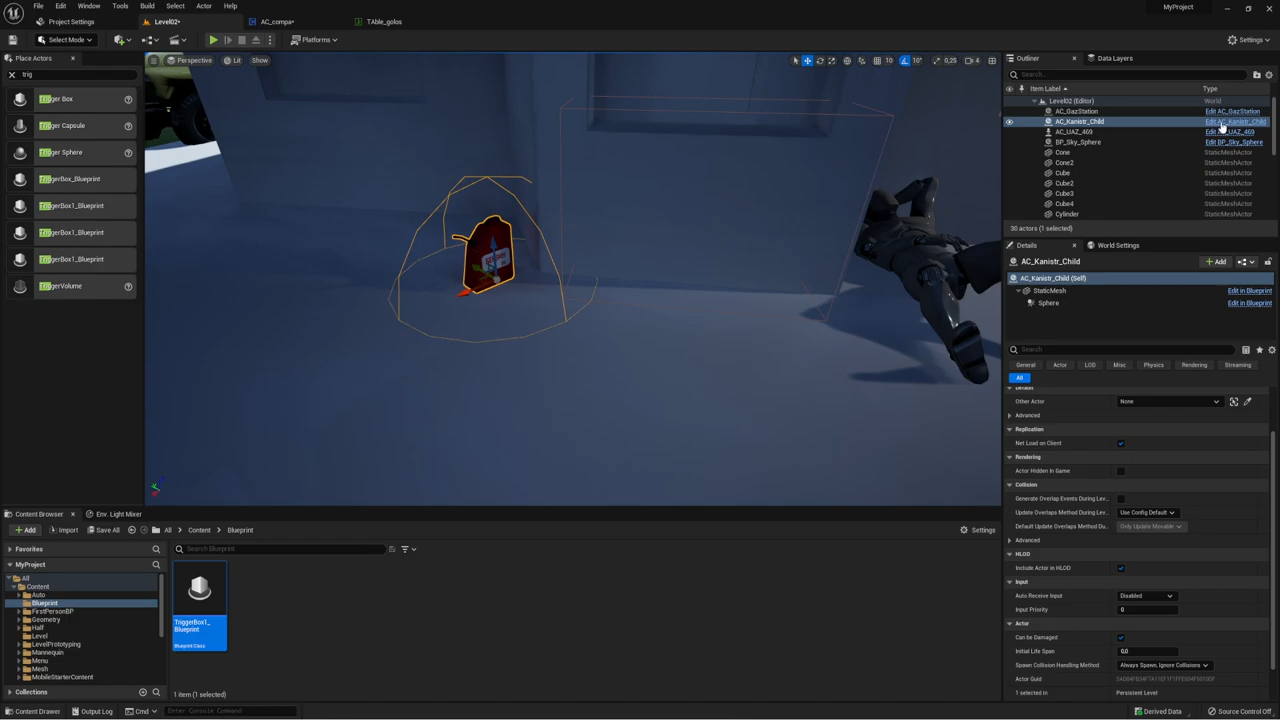 File Edit Window Tools Build Select Actor Help
MyProject
Project Settings
Level02*
AC_compa*
TAble_golos
Select Mode
Platforms
Settings
Place Actors
trig
Trigger Box
Trigger Capsule
Trigger Sphere
TriggerBox_Blueprint
TriggerBox1_Blueprint
TriggerBox1_Blueprint
TriggerBox1_Blueprint
TriggerVolume
Perspective Lit Show
10 10° 0,25 4
Outliner
Data Layers
Search...
Item Label Type
Level02 (Editor) World
AC_GazStation Edit AC_GazStation
AC_Kanistr_Child Edit AC_Kanistr_Child
AC_UAZ_469 Edit AC_UAZ_469
BP_Sky_Sphere Edit BP_Sky_Sphere
Cone StaticMeshActor
Cone2 StaticMeshActor
Cube StaticMeshActor
Cube2 StaticMeshActor
Cube3 StaticMeshActor
Cube4 StaticMeshActor
Cylinder StaticMeshActor
30 actors (1 selected)
Details
World Settings
AC_Kanistr_Child
Add
AC_Kanistr_Child (Self)
StaticMesh Edit in Blueprint
Sphere Edit in Blueprint
Search
General Actor LOD Misc Physics Rendering Streaming
All
Default
Other Actor None
Advanced
Replication
Net Load on Client
Rendering
Actor Hidden In Game
Collision
Generate Overlap Events During Lev...
Update Overlaps Method During Lev... Use Config Default
Default Update Overlaps Method Du... Only Update Movable
Advanced
HLOD
Include Actor in HLOD
Input
Auto Receive Input Disabled
Input Priority 0
Actor
Can be Damaged
Initial Life Span 0,0
Spawn Collision Handling Method Always Spawn, Ignore Collisions
Actor Guid
1 selected in Persistent Level
Content Browser
Env. Light Mixer
Add Import Save All All Content Blueprint
Settings
Favorites
MyProject
All
Content
Auto
Blueprint
FirstPersonBP
Geometry
Half
Level
LevelPrototyping
Mannequin
Menu
Mesh
MobileStarterContent
Collections
Search Blueprint
TriggerBox1_
Blueprint
Blueprint Class
1 item (1 selected)
Content Drawer Output Log Cmd Enter Console Command
Derived Data Source Control Off